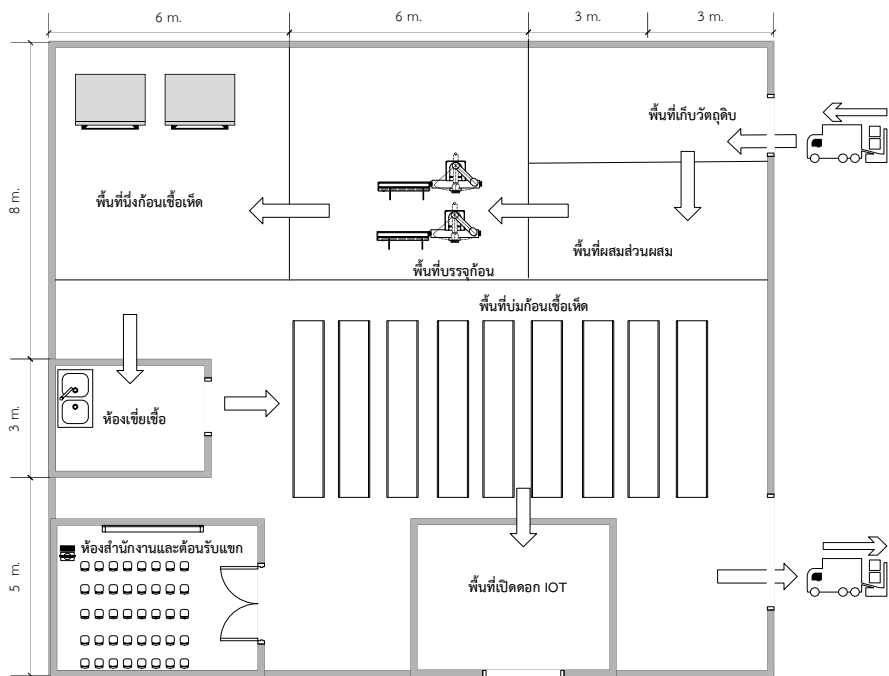 6 m.
6 m.
3 m.
3 m.
พื้นที่เก็บวัตถุดิบ
8 m.
พื้นที่นึ่งก้อนเชื้อเห็ด
พื้นที่ผสมส่วนผสม
พื้นที่บรรจุก้อน
พื้นที่บ่มก้อนเชื้อเห็ด
3 m.
ห้องเขี่ยเชื้อ
ห้องสำนักงานและต้อนรับแขก
5 m.
พื้นที่เปิดดอก IOT